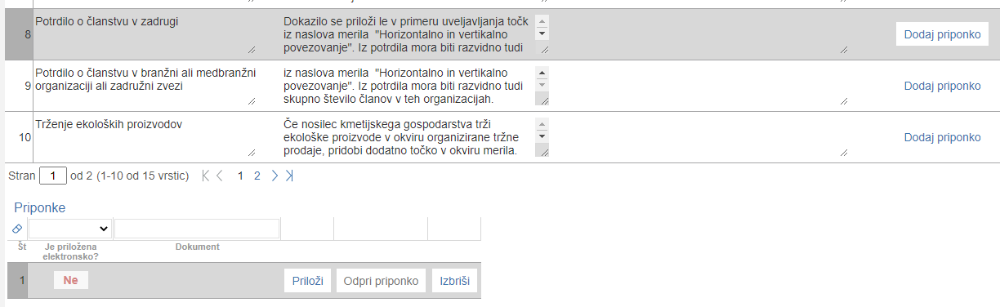 8
Potrdilo o članstvu v zadrugi
Dokazilo se priloži le v primeru uveljavljanja točk
iz naslova merila "Horizontalno in vertikalno
povezovanje". Iz potrdila mora biti razvidno tudi
Dodaj priponko
9
Potrdilo o članstvu v branžni ali medbranžni
organizaciji ali zadružni zvezi
iz naslova merila "Horizontalno in vertikalno
povezovanje". Iz potrdila mora biti razvidno tudi
skupno število članov v teh organizacijah.
Dodaj priponko
10
Trženje ekoloških proizvodov
Če nosilec kmetijskega gospodarstva trži
ekološke proizvode v okviru organizirane tržne
prodaje, pridobi dodatno točko v okviru merila.
Dodaj priponko
Stran 1 od 2 (1-10 od 15 vrstic) 1 2
Priponke
Št Je priložena elektronsko? Dokument
1 Ne Priloži Odpri priponko Izbriši